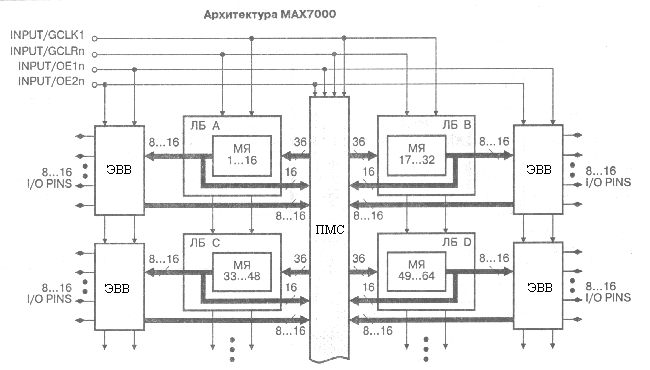 Архитектура MAX7000
INPUT/GCLK1
INPUT/GCLRn
INPUT/OE1n
INPUT/OE2n
ЛБ A
ЛБ B
ЭВВ
8...16
МЯ
1...16
36
36
МЯ
17...32
8...16
ЭВВ
8...16
I/O PINS
16
16
8...16
I/O PINS
8...16
8...16
ПМС
ЛБ C
ЛБ D
ЭВВ
8...16
МЯ
33...48
36
36
МЯ
49...64
8...16
ЭВВ
8...16
I/O PINS
16
16
8...16
I/O PINS
8...16
8...16